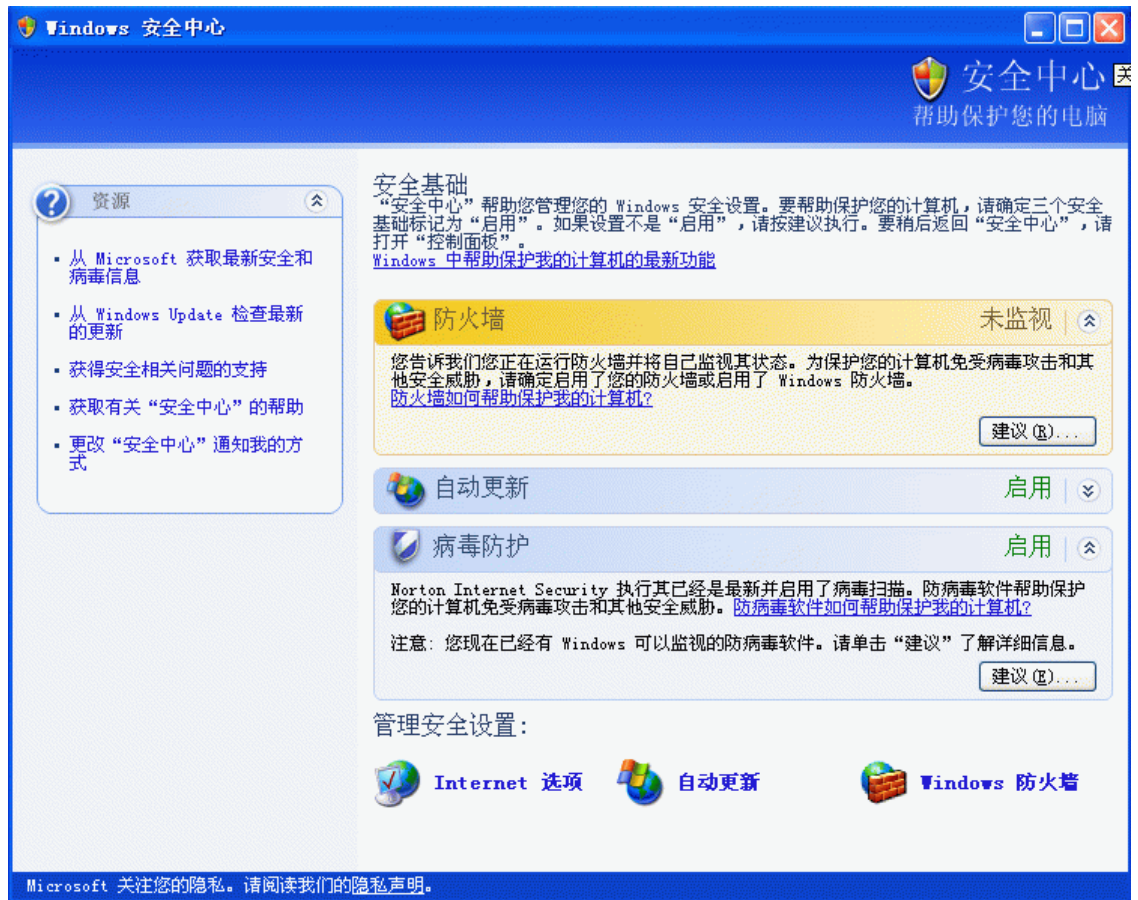 Windows 安全中心
安全中心
关
帮助保护您的电脑
资源
从 Microsoft 获取最新安全和
病毒信息
从 Windows Update 检查最新
的更新
获得安全相关问题的支持
获取有关“安全中心”的帮助
更改“安全中心”通知我的方
式
安全基础
“安全中心”帮助您管理您的 Windows 安全设置。要帮助保护您的计算机，请确定三个安全
基础标记为“启用”。如果设置不是“启用”，请按建议执行。要稍后返回“安全中心”，请
打开“控制面板”。
Windows 中帮助保护我的计算机的最新功能
防火墙 未监视
您告诉我们您正在运行防火墙并将自己监视其状态。为保护您的计算机免受病毒攻击和其
他安全威胁，请确定启用了您的防火墙或启用了 Windows 防火墙。
防火墙如何帮助保护我的计算机?
建议(R)...
自动更新 启用
病毒防护 启用
Norton Internet Security 执行其已经是最新并启用了病毒扫描。防病毒软件帮助保护
您的计算机免受病毒攻击和其他安全威胁。防病毒软件如何帮助保护我的计算机?
注意: 您现在已经有 Windows 可以监视的防病毒软件。请单击“建议”了解详细信息。
建议(E)...
管理安全设置:
Internet 选项 自动更新 Windows 防火墙
Microsoft 关注您的隐私。请阅读我们的隐私声明。